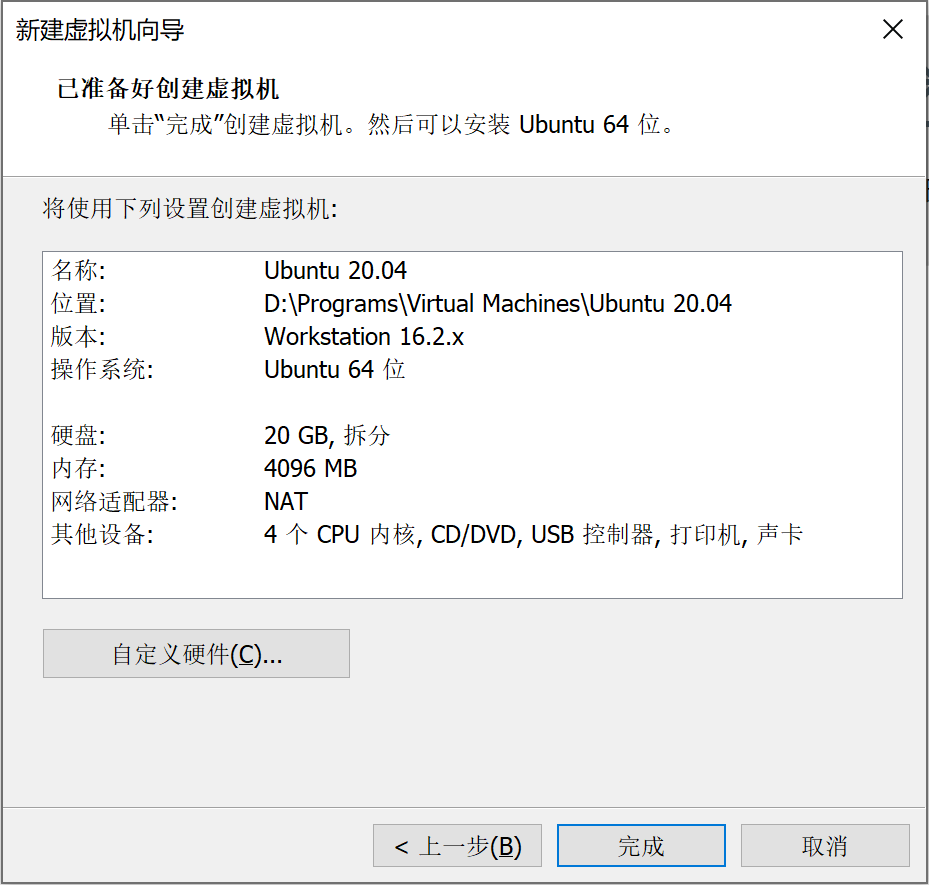 新建虚拟机向导
已准备好创建虚拟机
单击“完成”创建虚拟机。然后可以安装 Ubuntu 64 位。
将使用下列设置创建虚拟机:
名称: Ubuntu 20.04
位置: D:\Programs\Virtual Machines\Ubuntu 20.04
版本: Workstation 16.2.x
操作系统: Ubuntu 64 位
硬盘: 20 GB, 拆分
内存: 4096 MB
网络适配器: NAT
其他设备: 4 个 CPU 内核, CD/DVD, USB 控制器, 打印机, 声卡
自定义硬件(C)...
< 上一步(B) 完成 取消